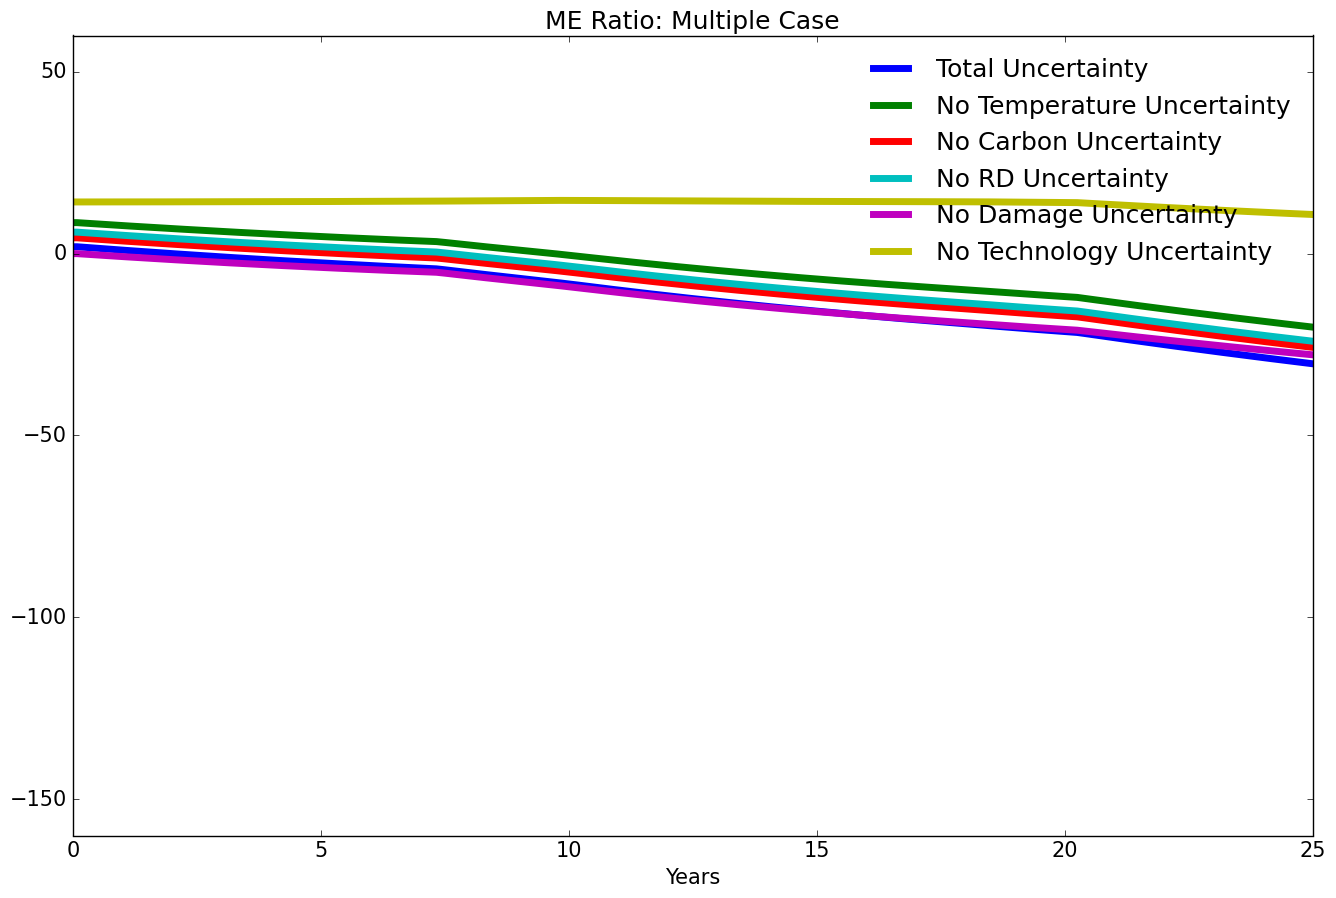 ME Ratio: Multiple Case
50
0
−50
−100
−150
Total Uncertainty
No Temperature Uncertainty
No Carbon Uncertainty
No RD Uncertainty
No Damage Uncertainty
No Technology Uncertainty
0 5 10 15 20 25
Years